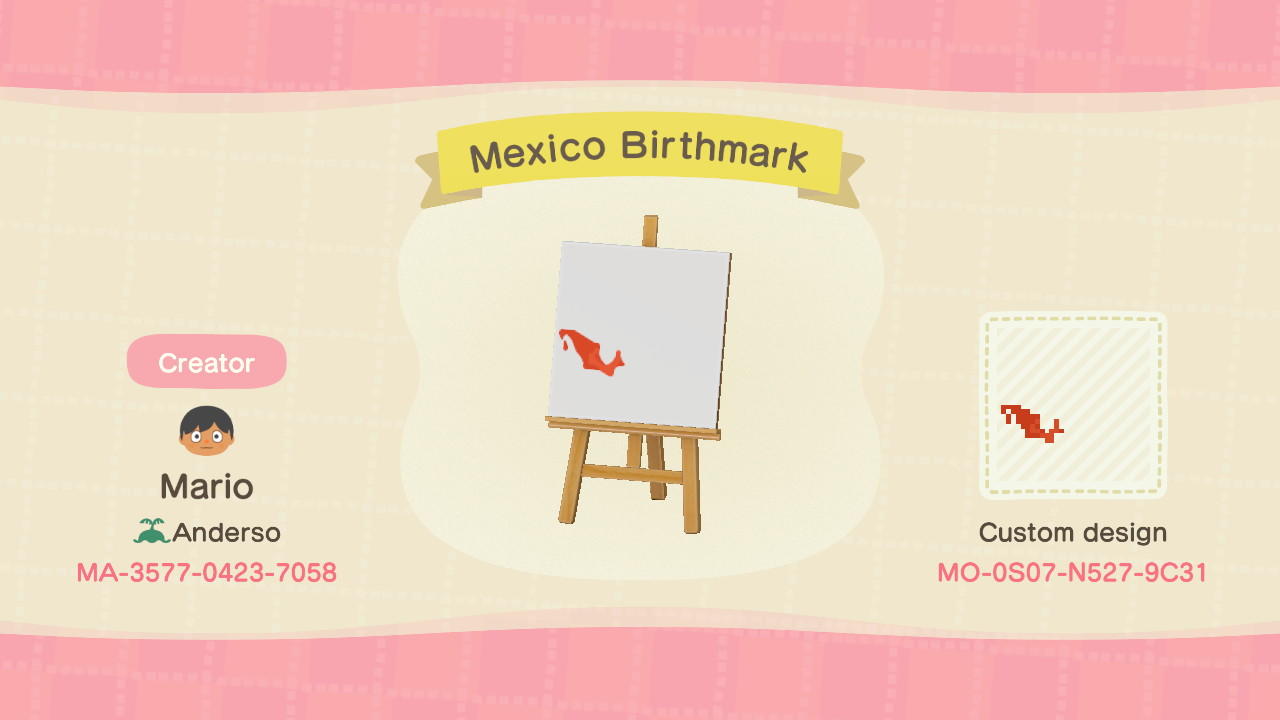 Mexico Birthmark
Creator
Mario
Anderso
MA-3577-0423-7058
Custom design
MO-0S07-N527-9C31